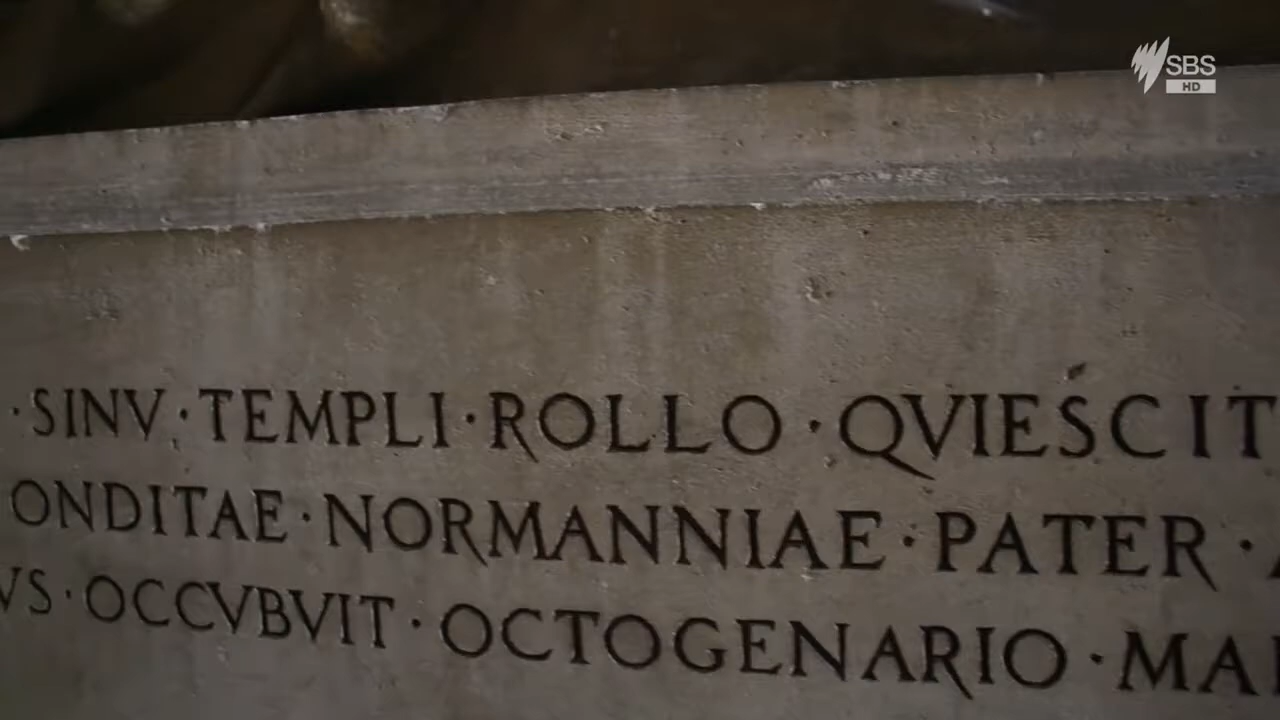 SBS
HD
·SINV·TEMPLI·ROLLO·QVIESCIT
ONDITAE·NORMANNIAE·PATER·
VS·OCCVBVIT·OCTOGENARIO·MA